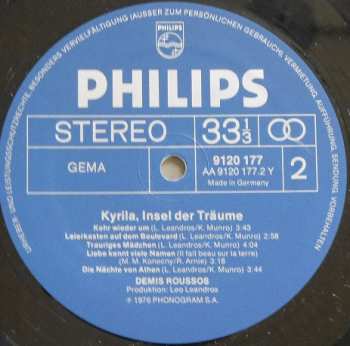 URHEBER- UND LEISTUNGSSCHUTZRECHTE, BESONDERS VERVIELFÄLTIGUNG (AUSSER ZUM PERSÖNLICHEN GEBRAUCH), VERMIETUNG, AUFFÜHRUNG, SENDUNG VORBEHALTEN
PHILIPS
PHILIPS
STEREO 33 1/3
GEMA
9120 177
AA 9120 177.2 Y
Made in Germany
2
Kyrila, Insel der Träume
Kehr wieder um (L. Leandros/K. Munro) 3:43
Leierkasten auf dem Boulevard (L. Leandros/K. Munro) 2:58
Trauriges Mädchen (L. Leandros/K. Munro) 4:04
Liebe kennt viele Namen (Il fait beau sur la terre)
(M. M. Konecny/R. Arnie) 3:18
Die Nächte von Athen (L. Leandros/K. Munro) 3:44
DEMIS ROUSSOS
Produktion: Leo Leandros
℗ 1976 PHONOGRAM S.A.